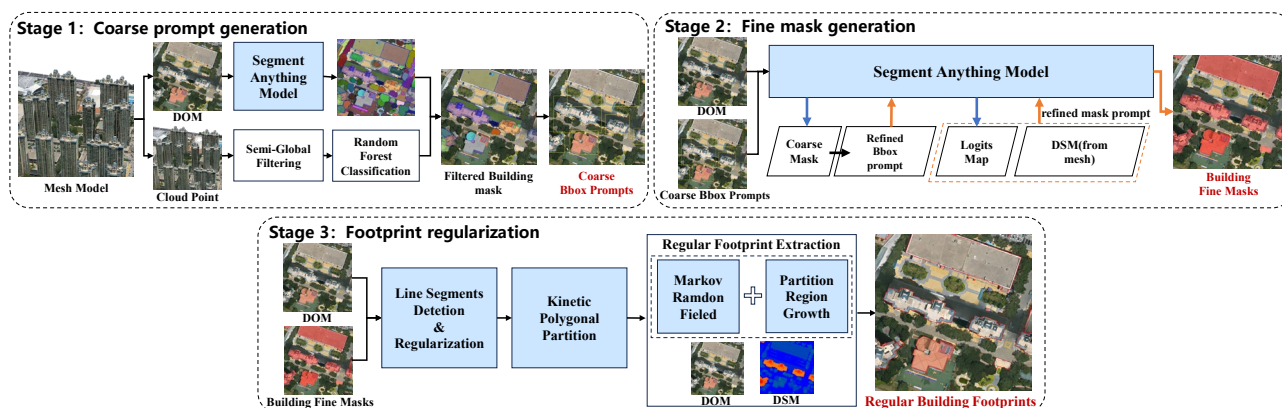 Stage 1: Coarse prompt generation
DOM
Segment
Anything
Model
Mesh Model
Cloud Point
Semi-Global
Filtering
Random
Forest
Classification
Filtered Building
mask
Coarse
Bbox Prompts
Stage 2: Fine mask generation
DOM
Coarse Bbox Prompts
Segment Anything Model
Coarse
Mask
Refined
Bbox
prompt
Logits
Map
refined mask prompt
DSM(from
mesh)
Building
Fine Masks
Stage 3: Footprint regularization
DOM
Building Fine Masks
Line Segments
Detetion
&
Regularization
Kinetic
Polygonal
Partition
Regular Footprint Extraction
Markov
Ramdon
Fieled
Partition
Region
Growth
DOM
DSM
Regular Building Footprints